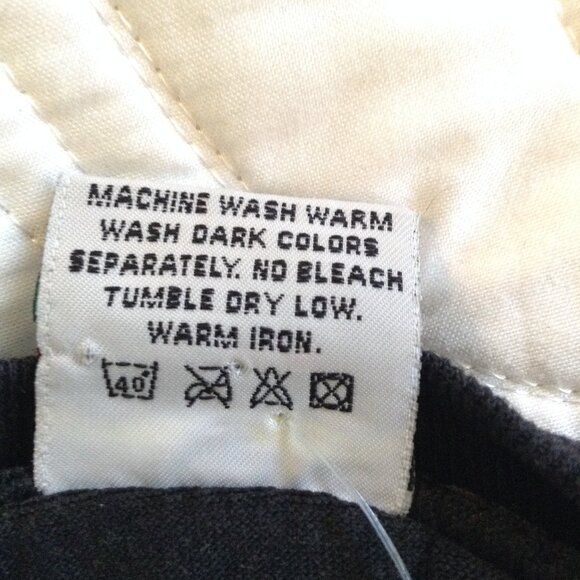 MACHINE WASH WARM
WASH DARK COLORS
SEPARATELY. NO BLEACH
TUMBLE DRY LOW.
WARM IRON.
40°